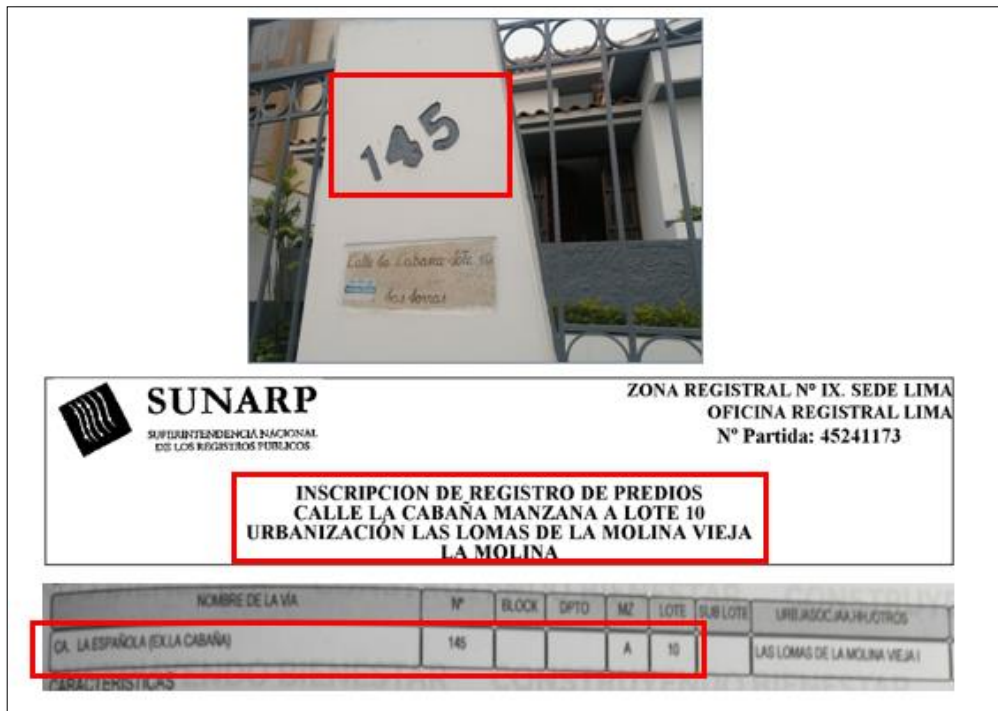 145
Calle la Cabaña Lote 10
Las Lomas
SUNARP
SUPERINTENDENCIA NACIONAL
DE LOS REGISTROS PUBLICOS
ZONA REGISTRAL Nº IX. SEDE LIMA
OFICINA REGISTRAL LIMA
Nº Partida: 45241173
INSCRIPCION DE REGISTRO DE PREDIOS
CALLE LA CABAÑA MANZANA A LOTE 10
URBANIZACIÓN LAS LOMAS DE LA MOLINA VIEJA
LA MOLINA
NOMBRE DE LA VÍA Nº BLOCK DPTO MZ LOTE SUB LOTE URB./ASOC./AA.HH./OTROS
CA. LA ESPAÑOLA (EX.LA CABAÑA) 145 A 10 LAS LOMAS DE LA MOLINA VIEJA I
CARACTERISTICAS